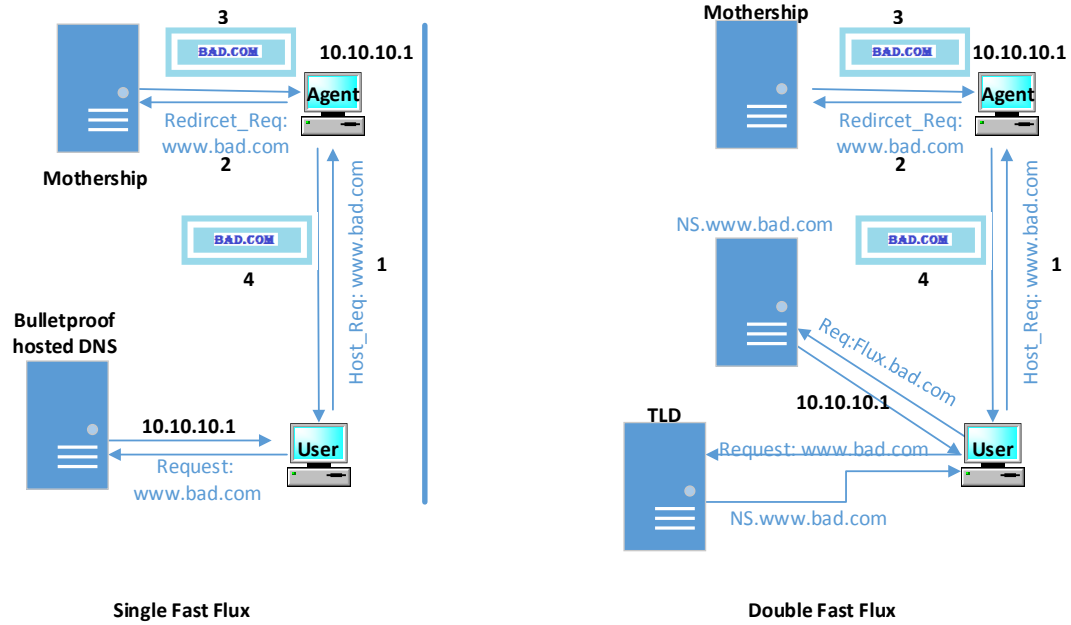 3
BAD.COM
10.10.10.1
Agent
Redircet_Req:
www.bad.com
2
Mothership
BAD.COM
4
1
Host_Req: www.bad.com
Bulletproof
hosted DNS
10.10.10.1
Request:
www.bad.com
User
Single Fast Flux
Mothership
3
BAD.COM
10.10.10.1
Agent
Redircet_Req:
www.bad.com
2
NS.www.bad.com
BAD.COM
4
1
Host_Req: www.bad.com
Req:Flux.bad.com
10.10.10.1
TLD
User
Request: www.bad.com
NS.www.bad.com
Double Fast Flux